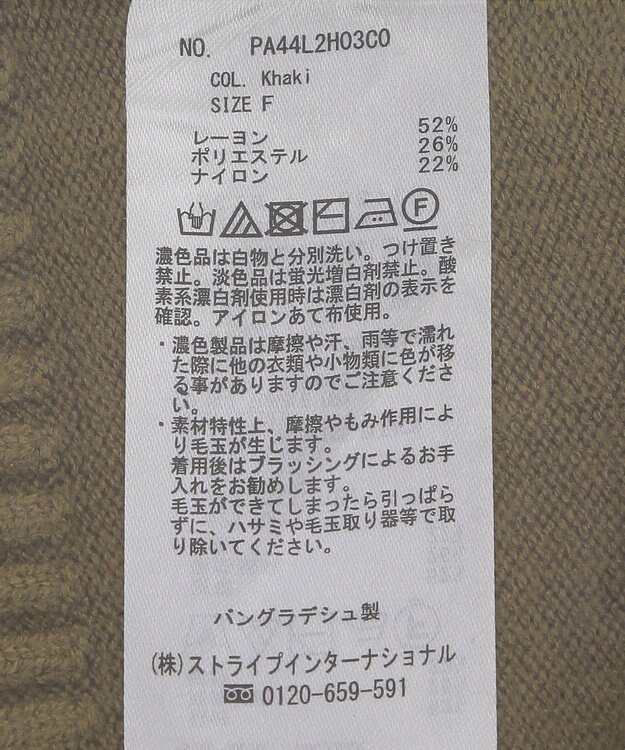 NO. PA44L2H03C0
COL. Khaki
SIZE F
レーヨン 52%
ポリエステル 26%
ナイロン 22%
F
濃色品は白物と分別洗い。つけ置き
禁止。淡色品は蛍光増白剤禁止。酸
素系漂白剤使用時は漂白剤の表示を
確認。アイロンあて布使用。
・濃色製品は摩擦や汗、雨等で濡れ
た際に他の衣類や小物類に色が移
る事がありますのでご注意くださ
い。
・素材特性上、摩擦やもみ作用によ
り毛玉が生じます。
着用後はブラッシングによるお手
入れをお勧めします。
毛玉ができてしまったら引っぱら
ずに、ハサミや毛玉取り器等で取
り除いてください。
バングラデシュ製
(株)ストライプインターナショナル
0120-659-591